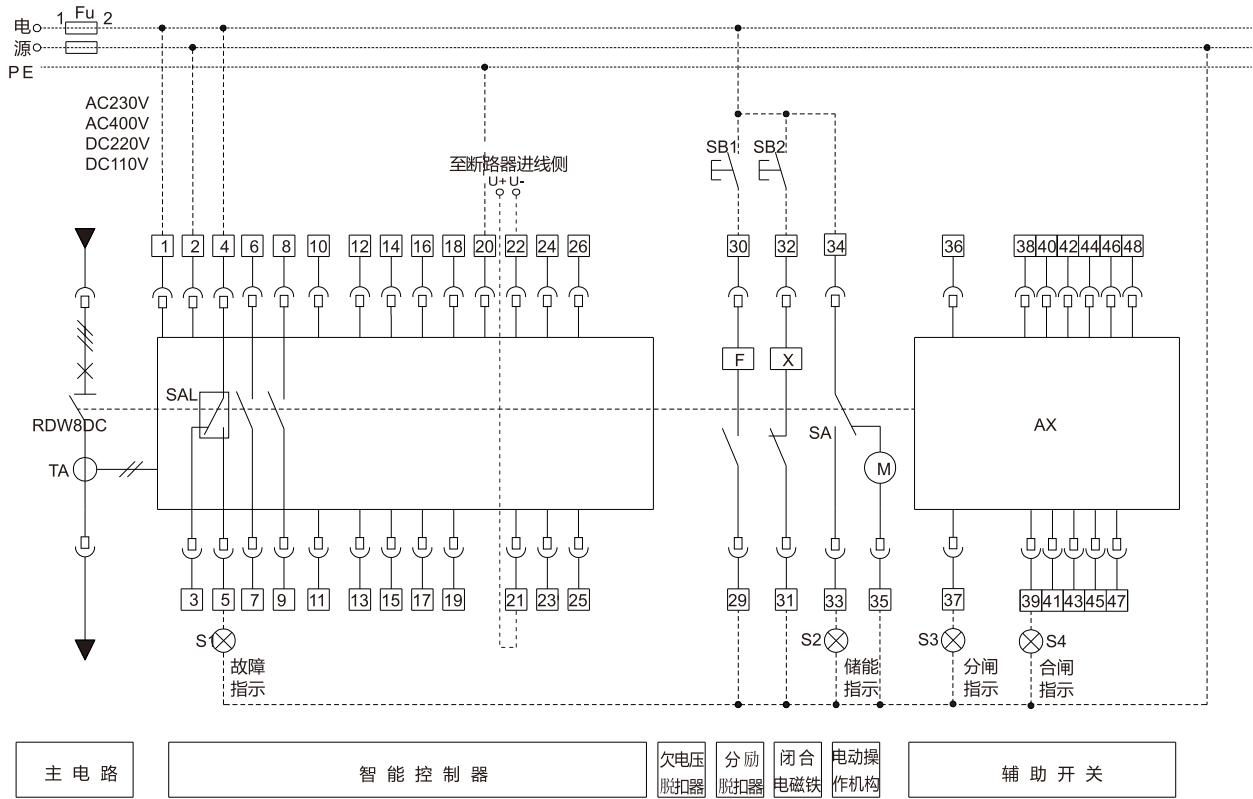 电 1 Fu 2
源
PE
AC230V
AC400V
DC220V
DC110V
至断路器进线侧
U+ U-
SB1 SB2
1 2 4 6 8 10 12 14 16 18 20 22 24 26 30 32 34 36 38 40 42 44 46 48
F X
SAL
RDW8DC
SA
AX
TA
M
3 5 7 9 11 13 15 17 19 21 23 25 29 31 33 35 37 39 41 43 45 47
S1 S2 S3 S4
故障
指示
储能
指示
分闸
指示
合闸
指示
主电路
智能控制器
欠电压
脱扣器
分励
脱扣器
闭合
电磁铁
电动操
作机构
辅助开关